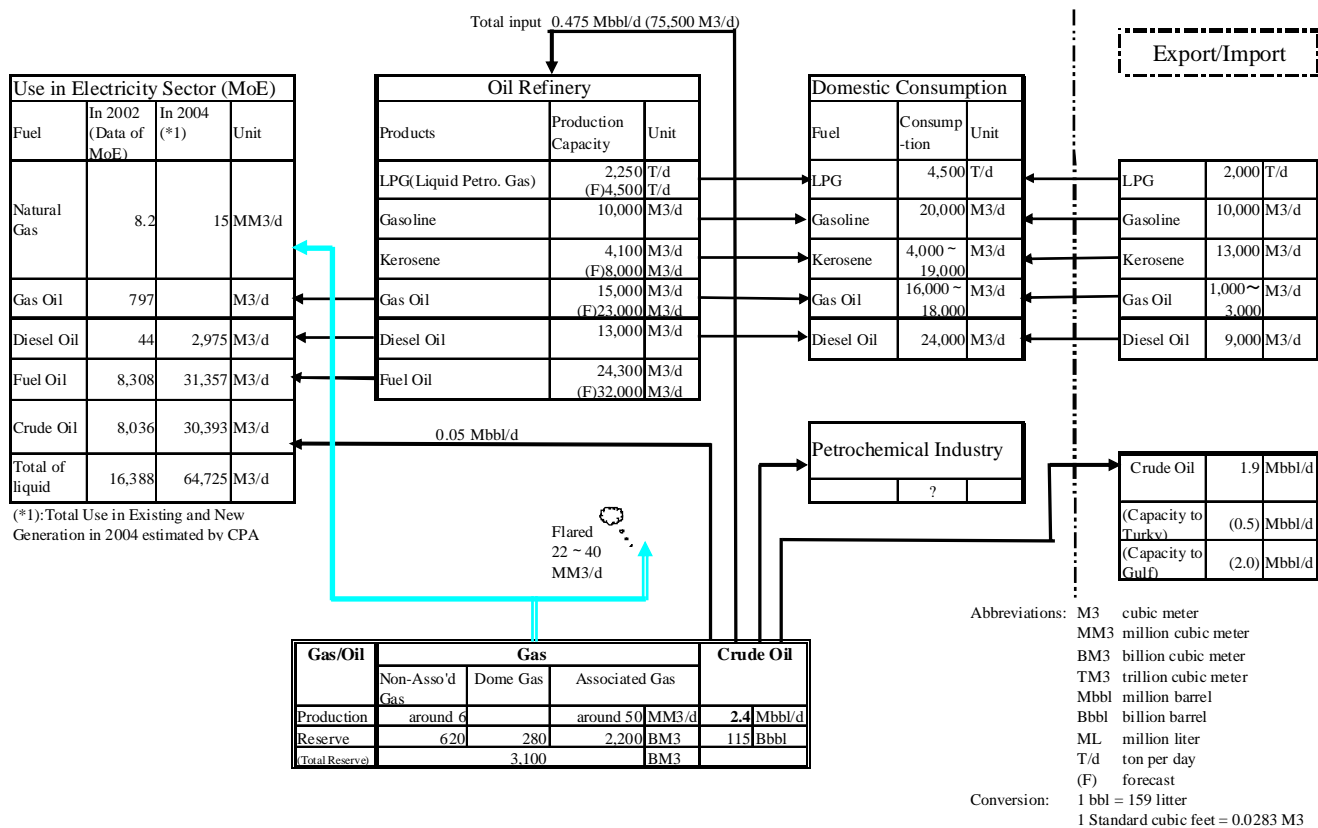 Total input 0.475 Mbbl/d (75,500 M3/d)
Export/Import
Use in Electricity Sector (MoE)
Fuel
In 2002 (Data of MoE)
In 2004 (*1)
Unit
Natural Gas 8.2 15 MM3/d
Gas Oil 797 M3/d
Diesel Oil 44 2,975 M3/d
Fuel Oil 8,308 31,357 M3/d
Crude Oil 8,036 30,393 M3/d
Total of liquid 16,388 64,725 M3/d
(*1):Total Use in Existing and New
Generation in 2004 estimated by CPA
Oil Refinery
Products
Production Capacity
Unit
LPG(Liquid Petro. Gas) 2,250 T/d
(F)4,500 T/d
Gasoline 10,000 M3/d
Kerosene 4,100 M3/d
(F)8,000 M3/d
Gas Oil 15,000 M3/d
(F)23,000 M3/d
Diesel Oil 13,000 M3/d
Fuel Oil 24,300 M3/d
(F)32,000 M3/d
0.05 Mbbl/d
Domestic Consumption
Fuel
Consump-tion
Unit
LPG 4,500 T/d
Gasoline 20,000 M3/d
Kerosene 4,000 ~ 19,000 M3/d
Gas Oil 16,000 ~ 18,000 M3/d
Diesel Oil 24,000 M3/d
LPG 2,000 T/d
Gasoline 10,000 M3/d
Kerosene 13,000 M3/d
Gas Oil 1,000~ 3,000 M3/d
Diesel Oil 9,000 M3/d
Petrochemical Industry
?
Crude Oil 1.9 Mbbl/d
(Capacity to Turky) (0.5) Mbbl/d
(Capacity to Gulf) (2.0) Mbbl/d
Flared
22 ~ 40
MM3/d
Gas/Oil Gas Crude Oil
Non-Asso'd Gas Dome Gas Associated Gas
Production around 6 around 50 MM3/d 2.4 Mbbl/d
Reserve 620 280 2,200 BM3 115 Bbbl
(Total Reserve) 3,100 BM3
Abbreviations: M3 cubic meter
MM3 million cubic meter
BM3 billion cubic meter
TM3 trillion cubic meter
Mbbl million barrel
Bbbl billion barrel
ML million liter
T/d ton per day
(F) forecast
Conversion: 1 bbl = 159 litter
1 Standard cubic feet = 0.0283 M3